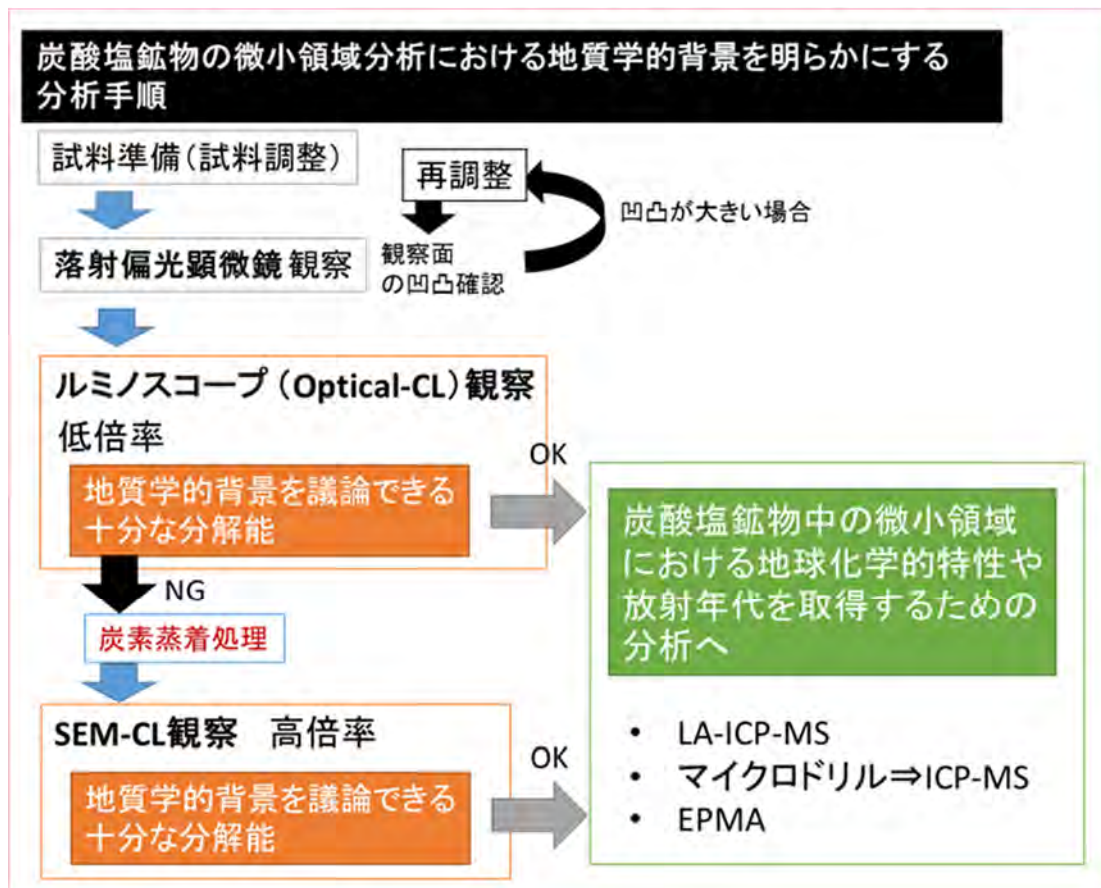 炭酸塩鉱物の微小領域分析における地質学的背景を明らかにする
分析手順
試料準備（試料調整）
再調整
凹凸が大きい場合
落射偏光顕微鏡 観察
観察面
の凹凸確認
ルミノスコープ（Optical-CL）観察
低倍率
地質学的背景を議論できる
十分な分解能
OK
NG
炭素蒸着処理
SEM-CL観察　高倍率
地質学的背景を議論できる
十分な分解能
OK
炭酸塩鉱物中の微小領域
における地球化学的特性や
放射年代を取得するための
分析へ
• LA-ICP-MS
• マイクロドリル⇒ICP-MS
• EPMA